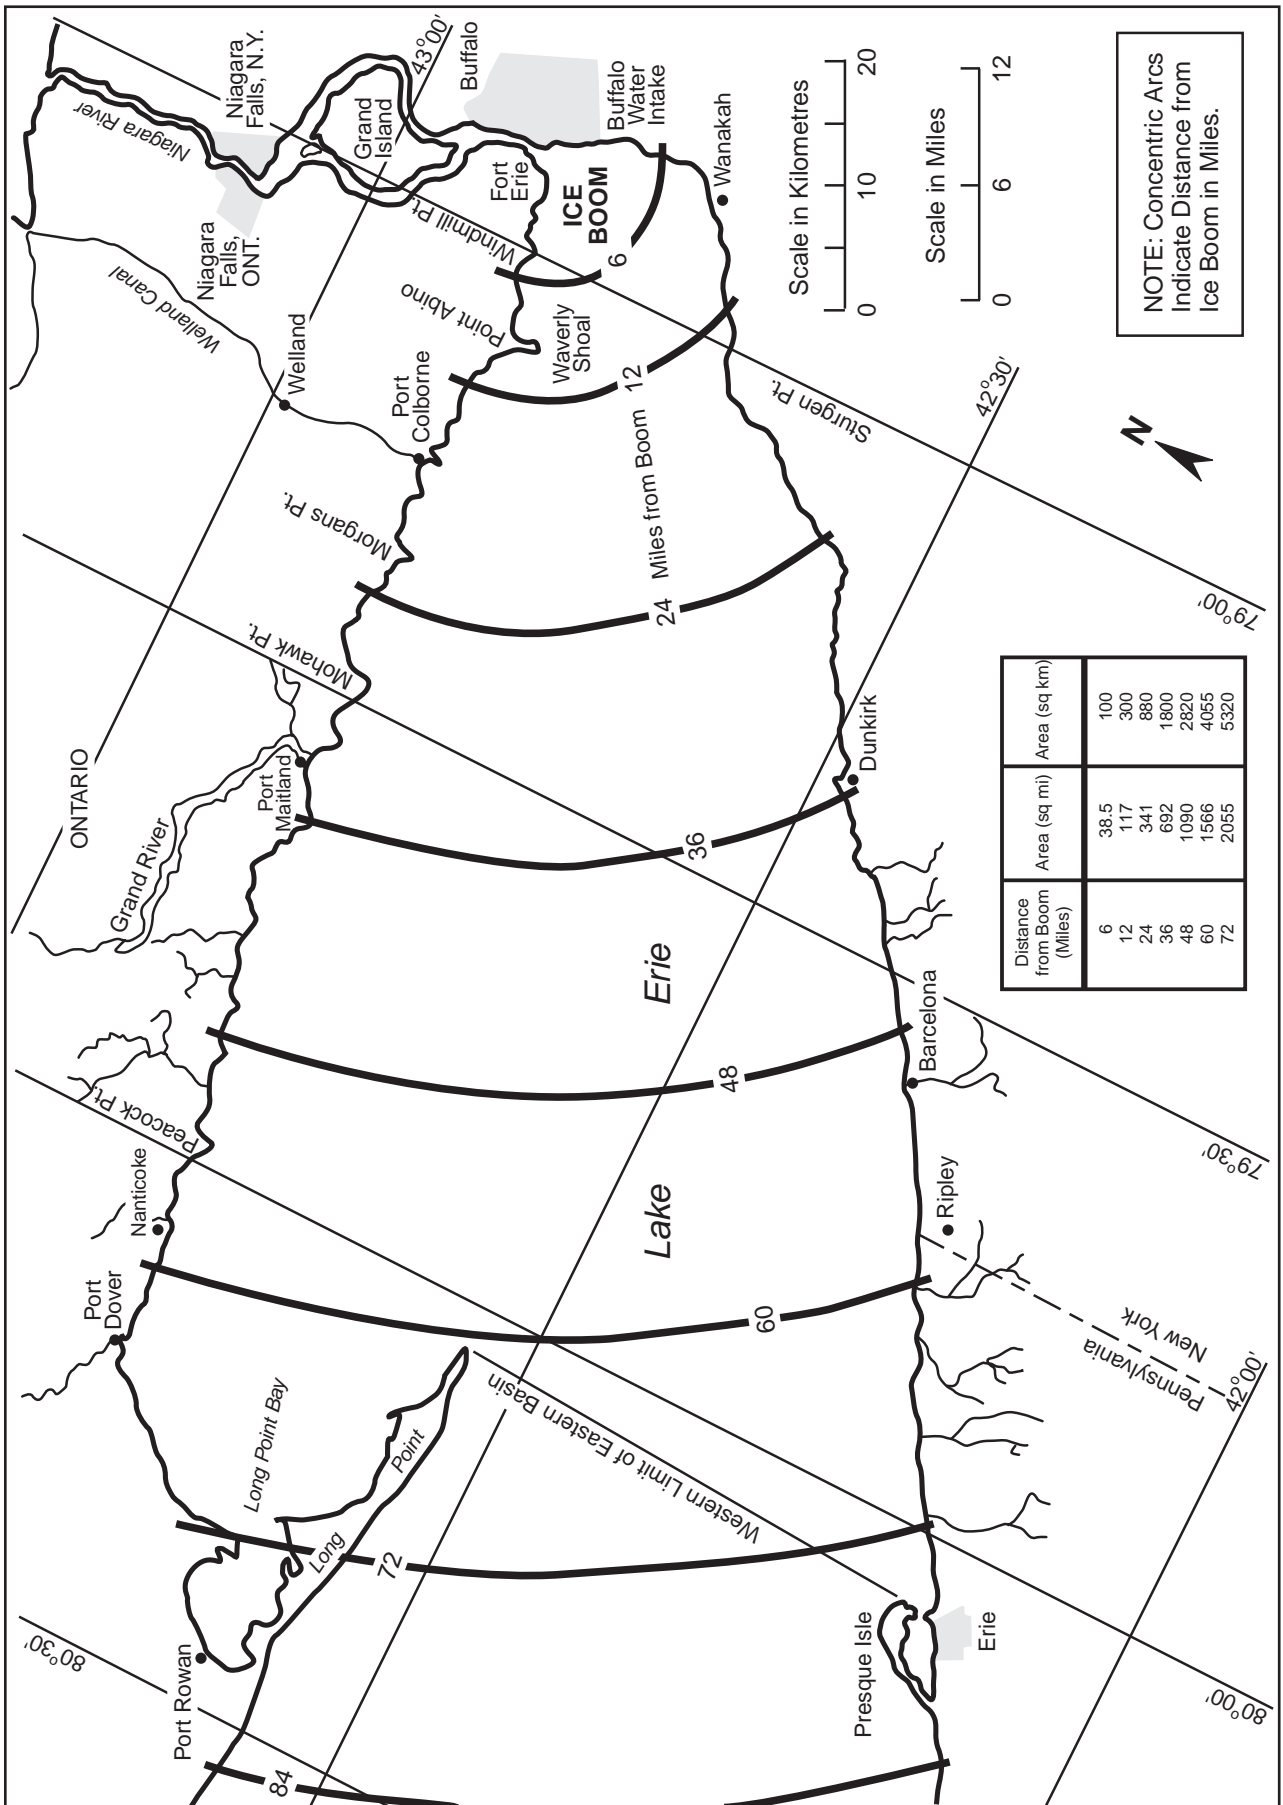 Niagara River
Niagara
Falls, N.Y.
Grand
Island
43°00'
Buffalo
Buffalo
Water
Intake
Wanakah
Niagara
Falls,
ONT.
Welland Canal
Welland
Fort
Erie
ICE
BOOM
Windmill Pt.
Point Abino
Waverly
Shoal
Port
Colborne
6
12
Miles from Boom
24
Sturgen Pt.
Morgans Pt.
Mohawk Pt.
42°30'
79°00'
Scale in Kilometres
0 10 20
Scale in Miles
0 6 12
NOTE: Concentric Arcs
Indicate Distance from
Ice Boom in Miles.
N
ONTARIO
Grand River
Port
Maitland
36
Dunkirk
Lake Erie
48
Barcelona
79°30'
Peacock Pt.
Nanticoke
Port
Dover
60
Ripley
New York
Pennsylvania
42°00'
Long Point Bay
Long Point
Western Limit of Eastern Basin
72
Port Rowan
80°30'
84
Presque Isle
Erie
80°00'
Distance
from Boom
(Miles) Area (sq mi) Area (sq km)
6 38.5 100
12 117 300
24 341 880
36 692 1800
48 1090 2820
60 1566 4055
72 2055 5320